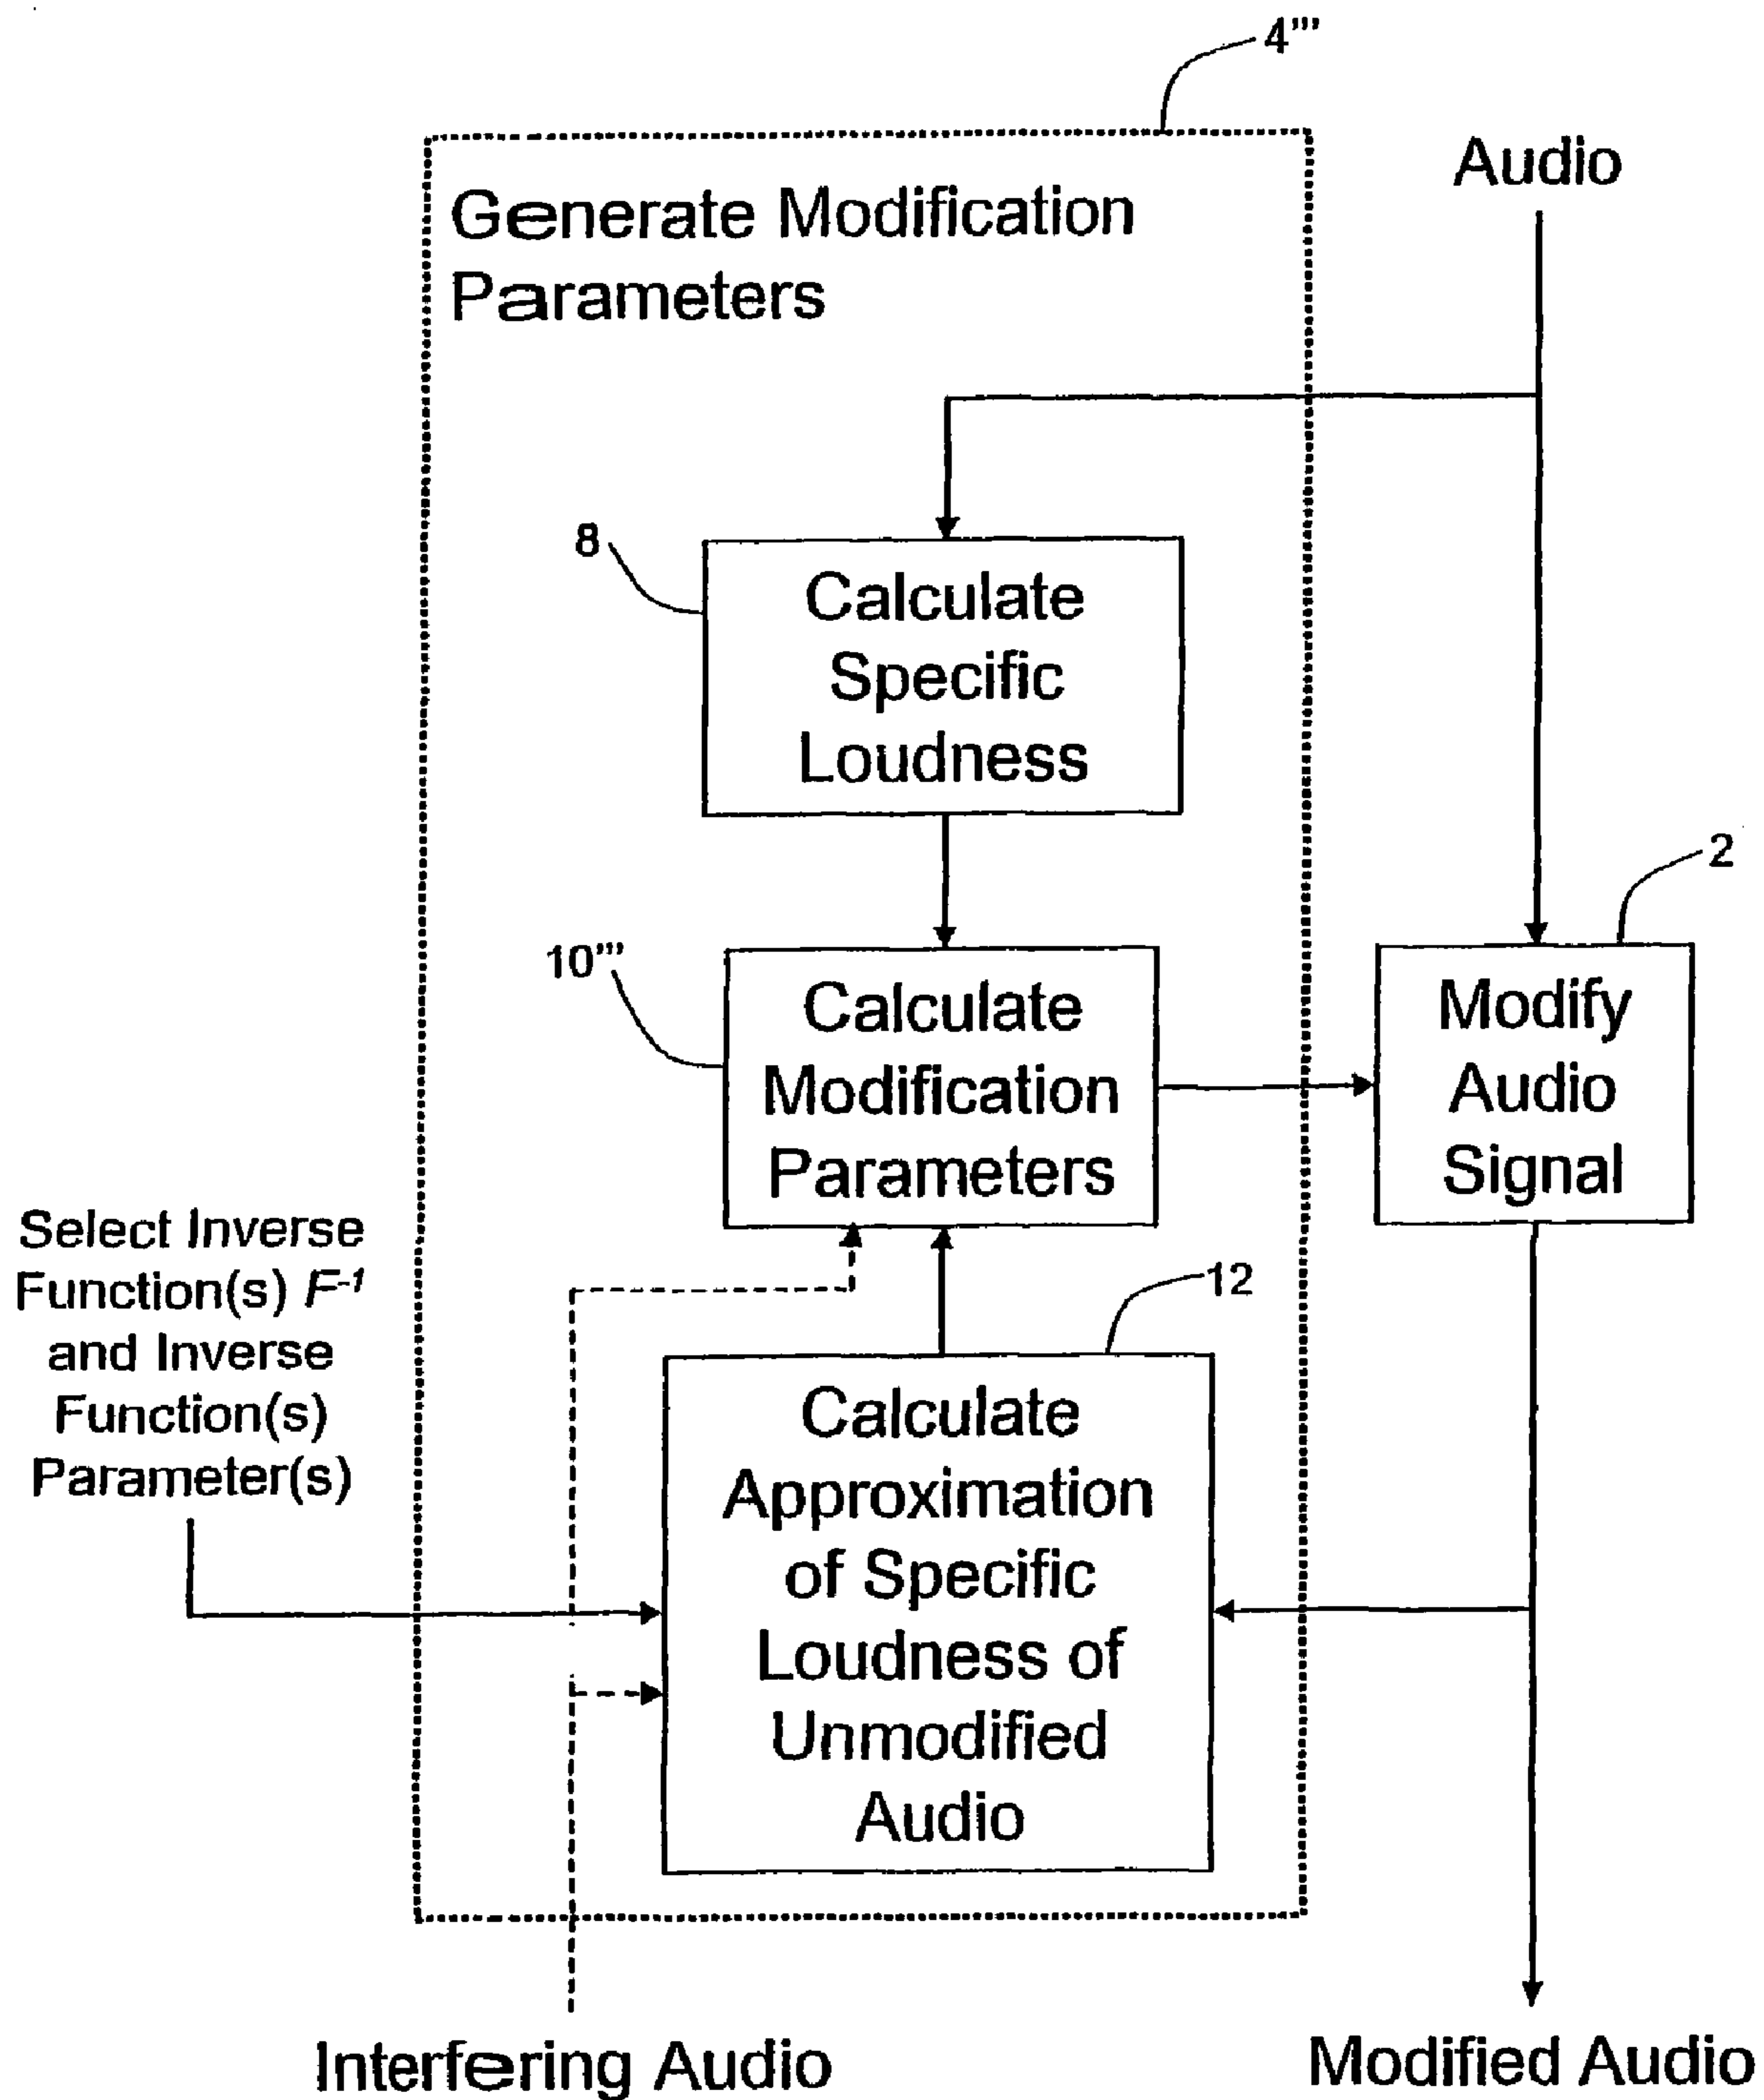 4'''
Audio
Generate Modification
Parameters
8
Calculate
Specific
Loudness
2
10'''
Calculate
Modification
Parameters
Modify
Audio
Signal
Select Inverse
Function(s) F-1
and Inverse
Function(s)
Parameter(s)
12
Calculate
Approximation
of Specific
Loudness of
Unmodified
Audio
Interfering Audio
Modified Audio